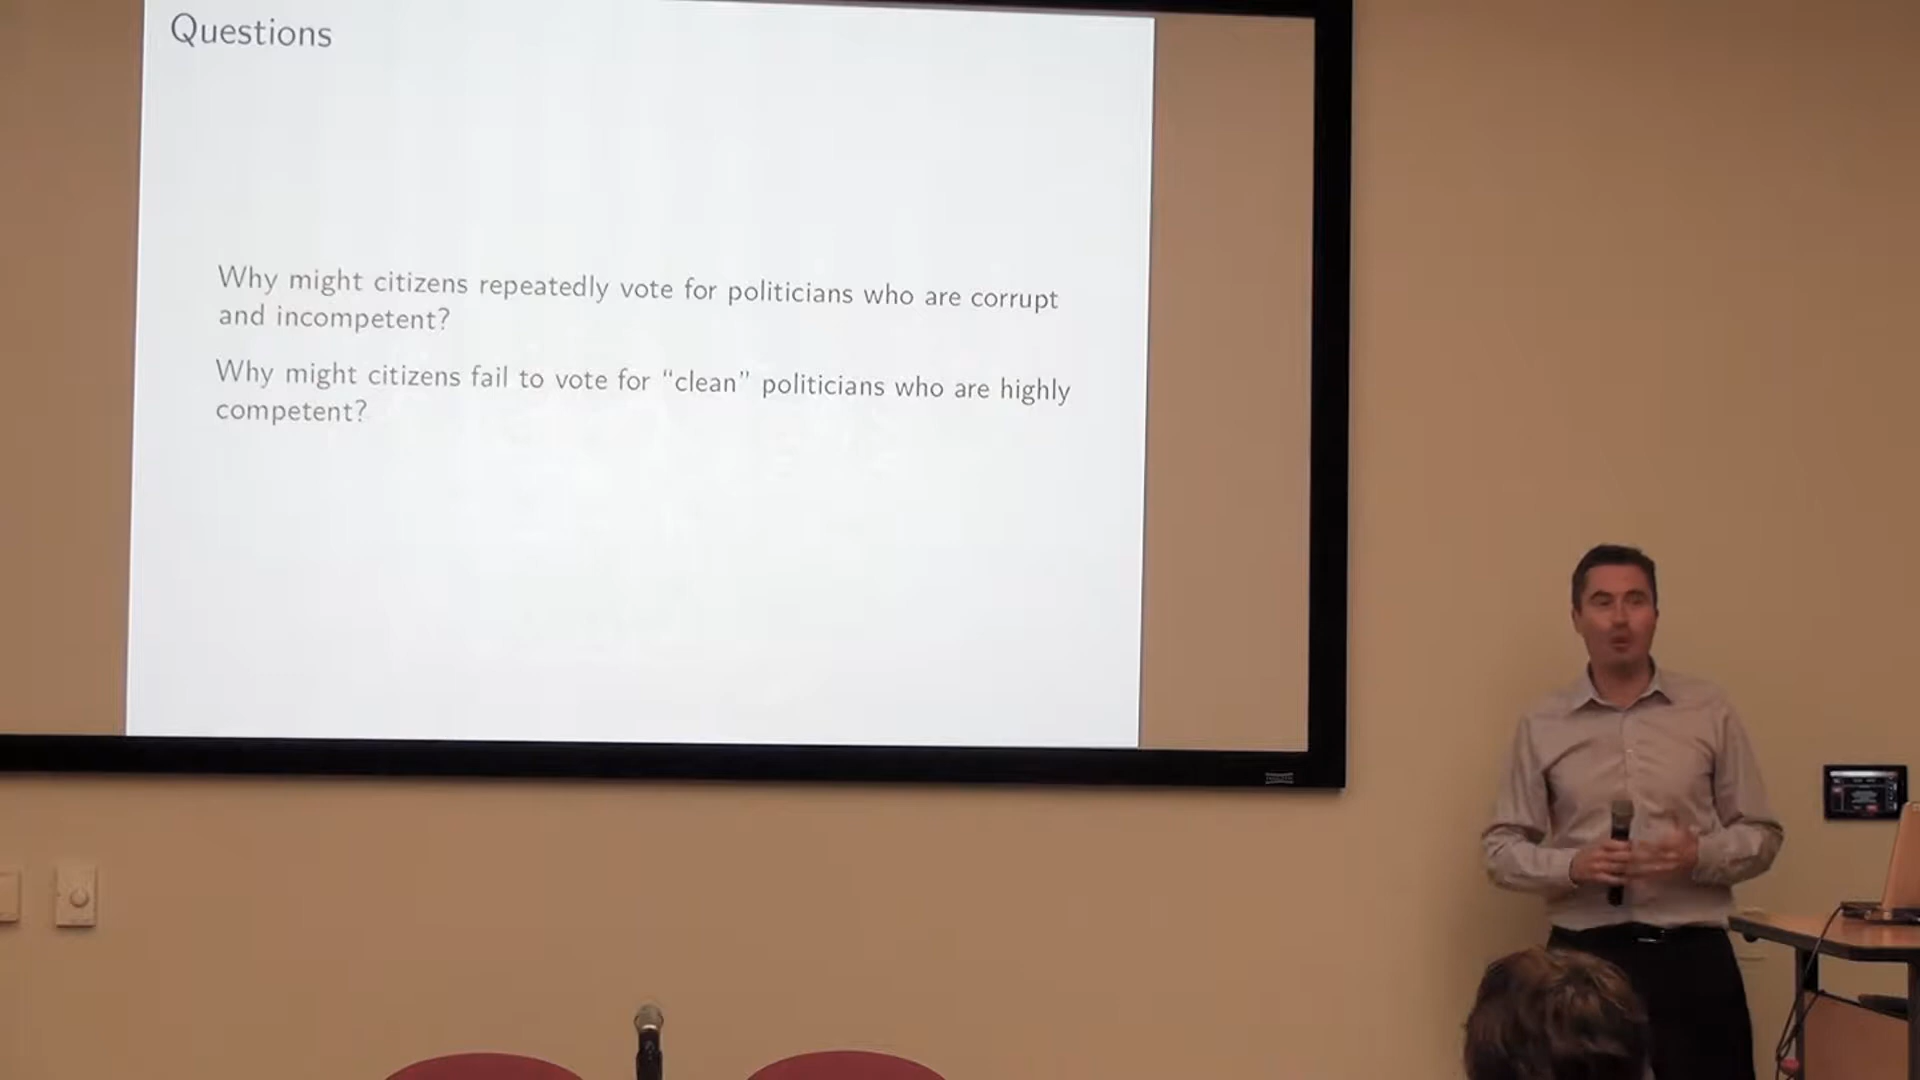 Questions
Why might citizens repeatedly vote for politicians who are corrupt
and incompetent?
Why might citizens fail to vote for “clean” politicians who are highly
competent?